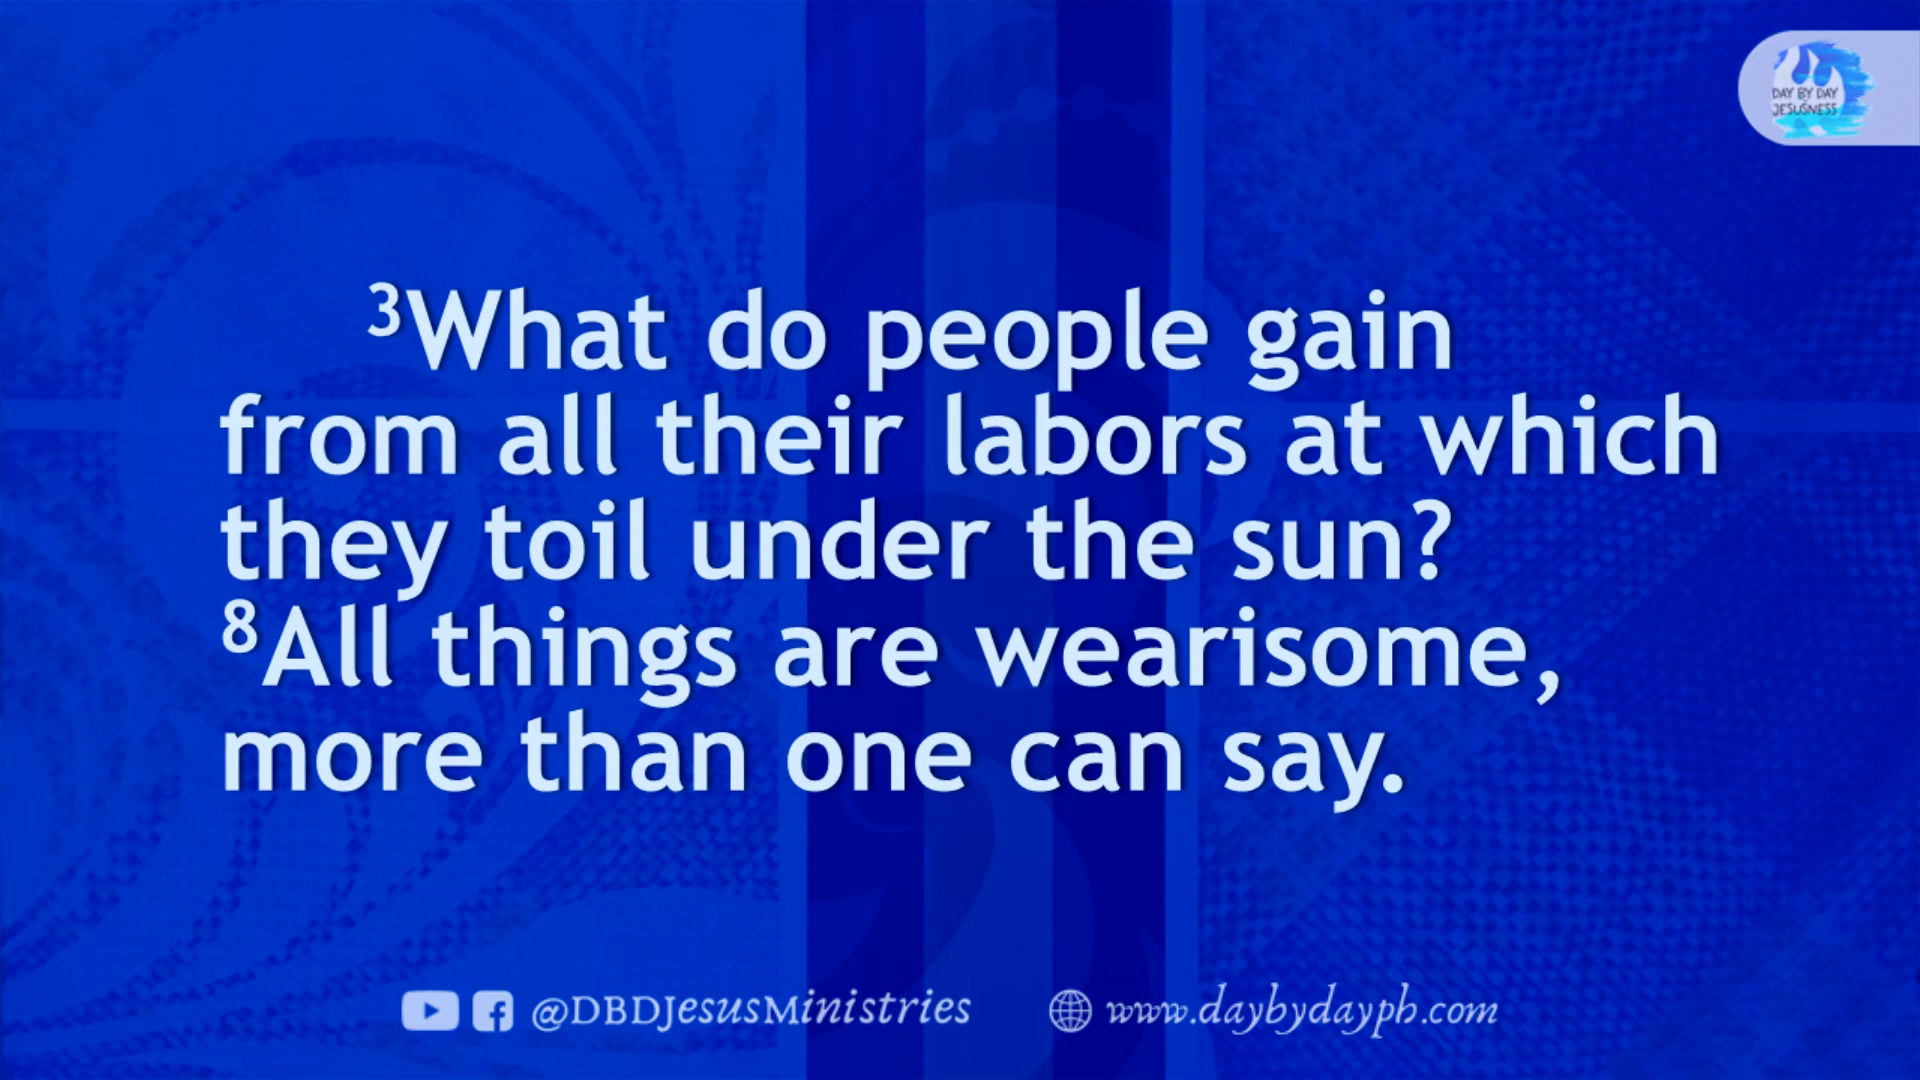 DAY BY DAY
JESUSNESS
³What do people gain
from all their labors at which
they toil under the sun?
⁸All things are wearisome,
more than one can say.
@DBDJesusMinistries www.daybydayph.com